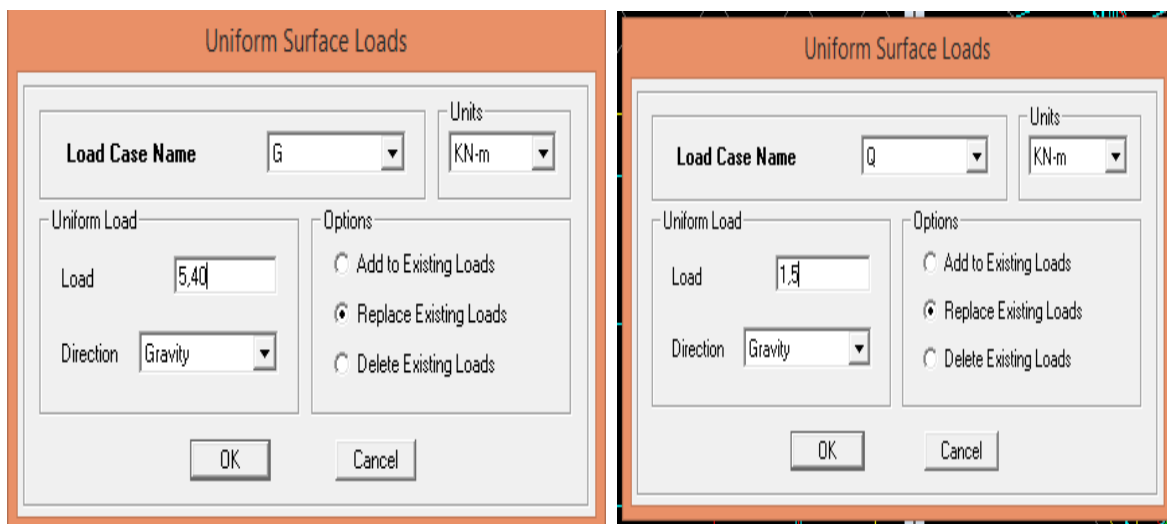 Uniform Surface Loads
Units
Load Case Name G KN-m
Uniform Load
Options
Load 5,40
Add to Existing Loads
Replace Existing Loads
Direction Gravity
Delete Existing Loads
OK Cancel
Uniform Surface Loads
Units
Load Case Name Q KN-m
Uniform Load
Options
Load 1,5
Add to Existing Loads
Replace Existing Loads
Direction Gravity
Delete Existing Loads
OK Cancel